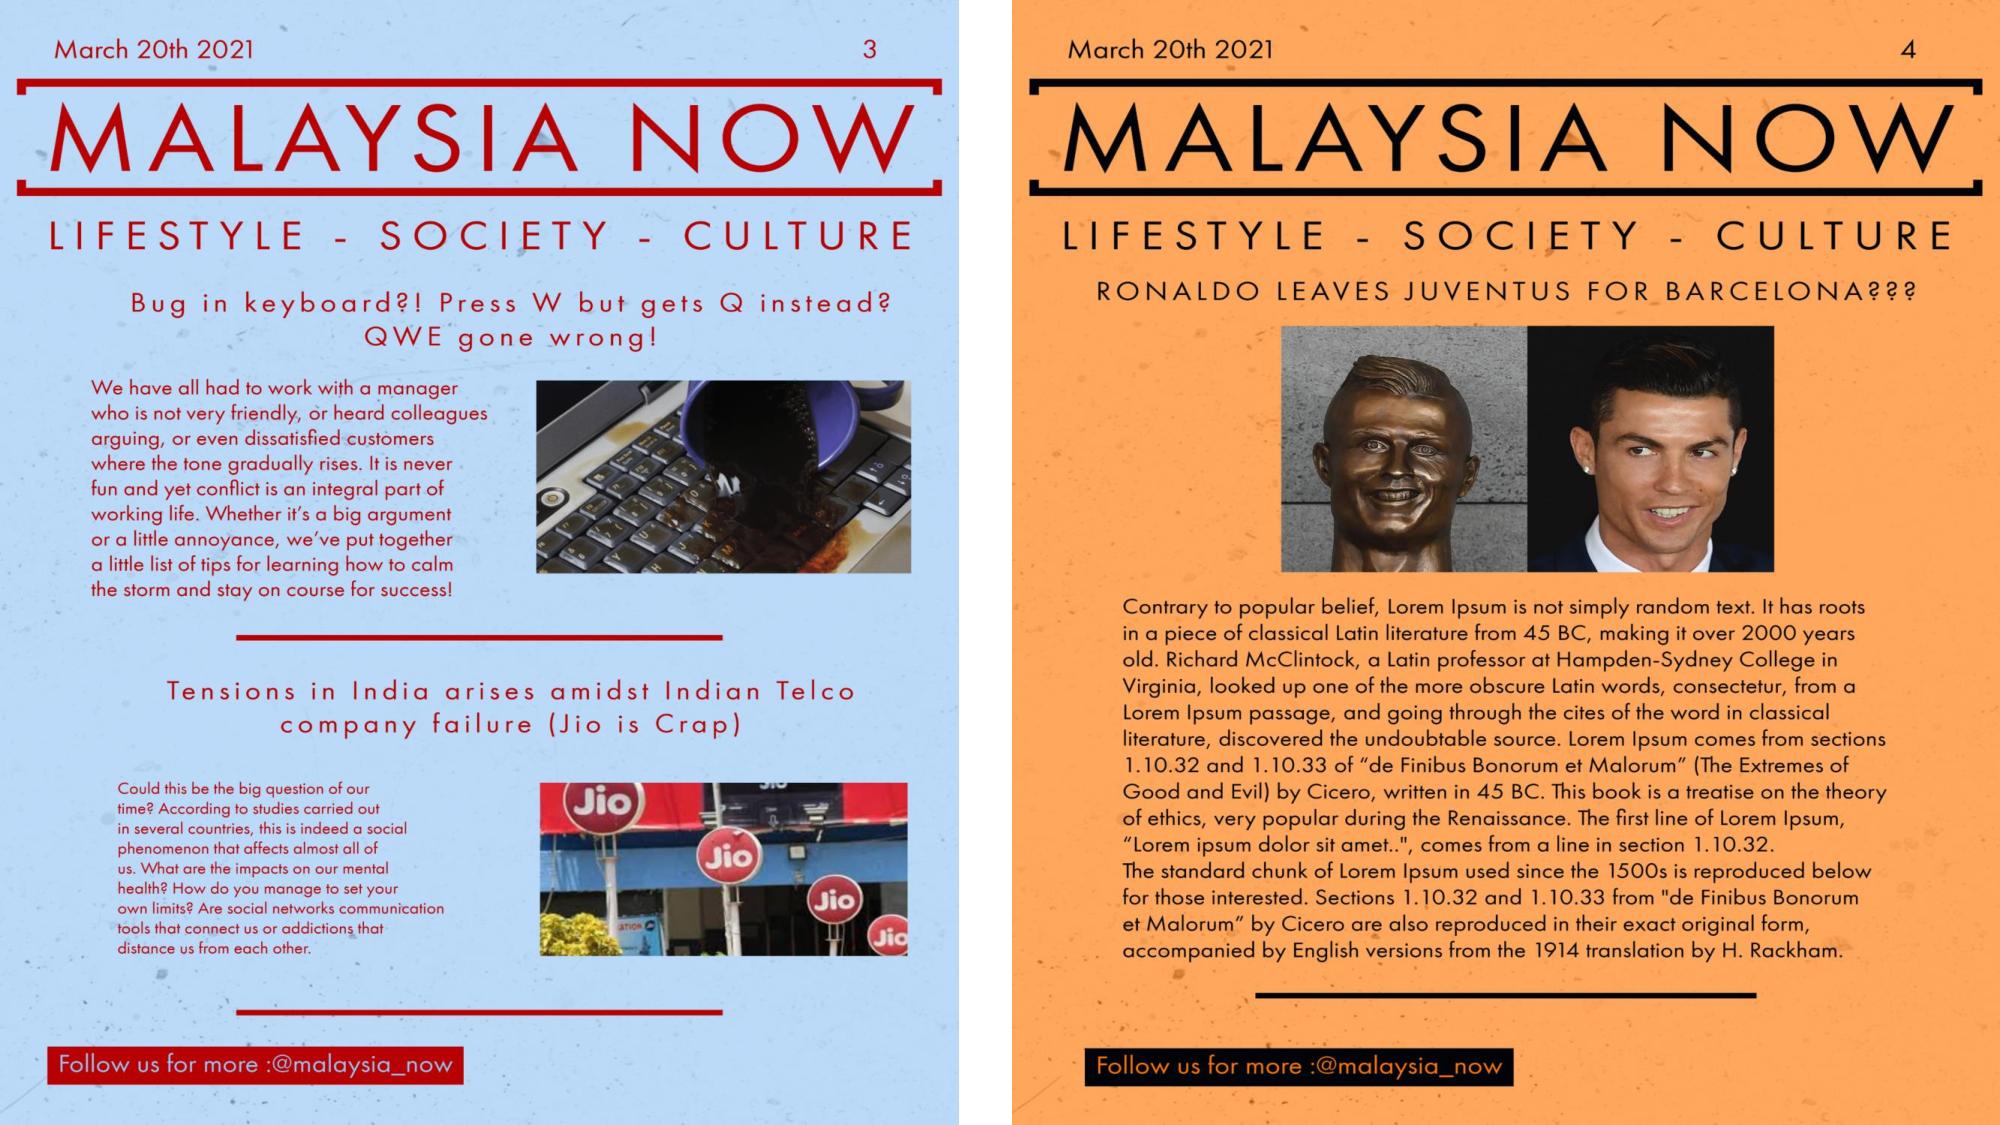 March 20th 2021
3
MALAYSIA NOW
LIFESTYLE - SOCIETY - CULTURE
Bug in keyboard?! Press W but gets Q instead?
QWE gone wrong!
We have all had to work with a manager
who is not very friendly, or heard colleagues
arguing, or even dissatisfied customers
where the tone gradually rises. It is never
fun and yet conflict is an integral part of
working life. Whether it’s a big argument
or a little annoyance, we’ve put together
a little list of tips for learning how to calm
the storm and stay on course for success!
Tensions in India arises amidst Indian Telco
company failure (Jio is Crap)
Could this be the big question of our
time? According to studies carried out
in several countries, this is indeed a social
phenomenon that affects almost all of
us. What are the impacts on our mental
health? How do you manage to set your
own limits? Are social networks communication
tools that connect us or addictions that
distance us from each other.
Jio
Jio
Jio
Jio
Follow us for more :@malaysia_now
March 20th 2021
4
MALAYSIA NOW
LIFESTYLE - SOCIETY - CULTURE
RONALDO LEAVES JUVENTUS FOR BARCELONA???
Contrary to popular belief, Lorem Ipsum is not simply random text. It has roots
in a piece of classical Latin literature from 45 BC, making it over 2000 years
old. Richard McClintock, a Latin professor at Hampden-Sydney College in
Virginia, looked up one of the more obscure Latin words, consectetur, from a
Lorem Ipsum passage, and going through the cites of the word in classical
literature, discovered the undoubtable source. Lorem Ipsum comes from sections
1.10.32 and 1.10.33 of “de Finibus Bonorum et Malorum” (The Extremes of
Good and Evil) by Cicero, written in 45 BC. This book is a treatise on the theory
of ethics, very popular during the Renaissance. The first line of Lorem Ipsum,
“Lorem ipsum dolor sit amet..", comes from a line in section 1.10.32.
The standard chunk of Lorem Ipsum used since the 1500s is reproduced below
for those interested. Sections 1.10.32 and 1.10.33 from "de Finibus Bonorum
et Malorum” by Cicero are also reproduced in their exact original form,
accompanied by English versions from the 1914 translation by H. Rackham.
Follow us for more :@malaysia_now